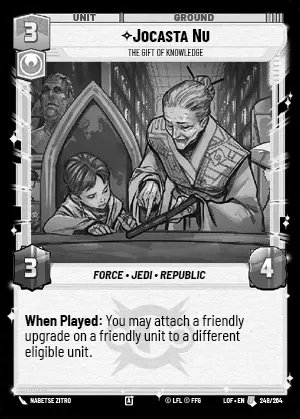 UNIT
GROUND
3
✧Jocasta Nu
THE GIFT OF KNOWLEDGE
3
4
FORCE • JEDI • REPUBLIC
When Played: You may attach a friendly
upgrade on a friendly unit to a different
eligible unit.
NABETSE ZITRO
© LFL © FFG
LOF • EN
248/264